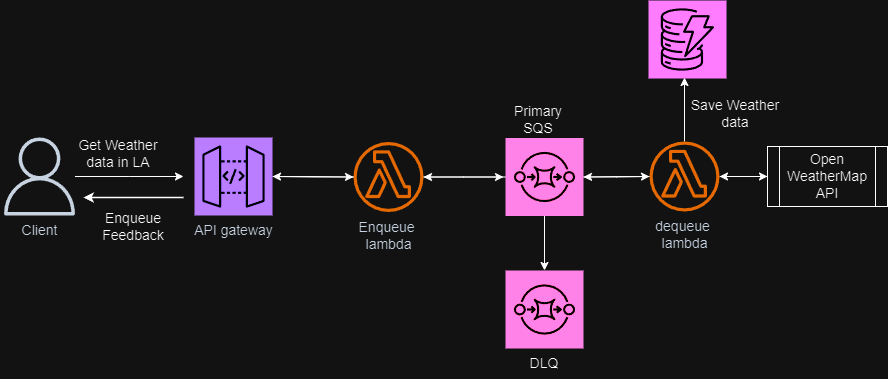 Get Weather
data in LA
Enqueue
Feedback
Client
</>
API gateway
Enqueue
lambda
Primary
SQS
DLQ
Save Weather
data
dequeue
lambda
Open
WeatherMap
API